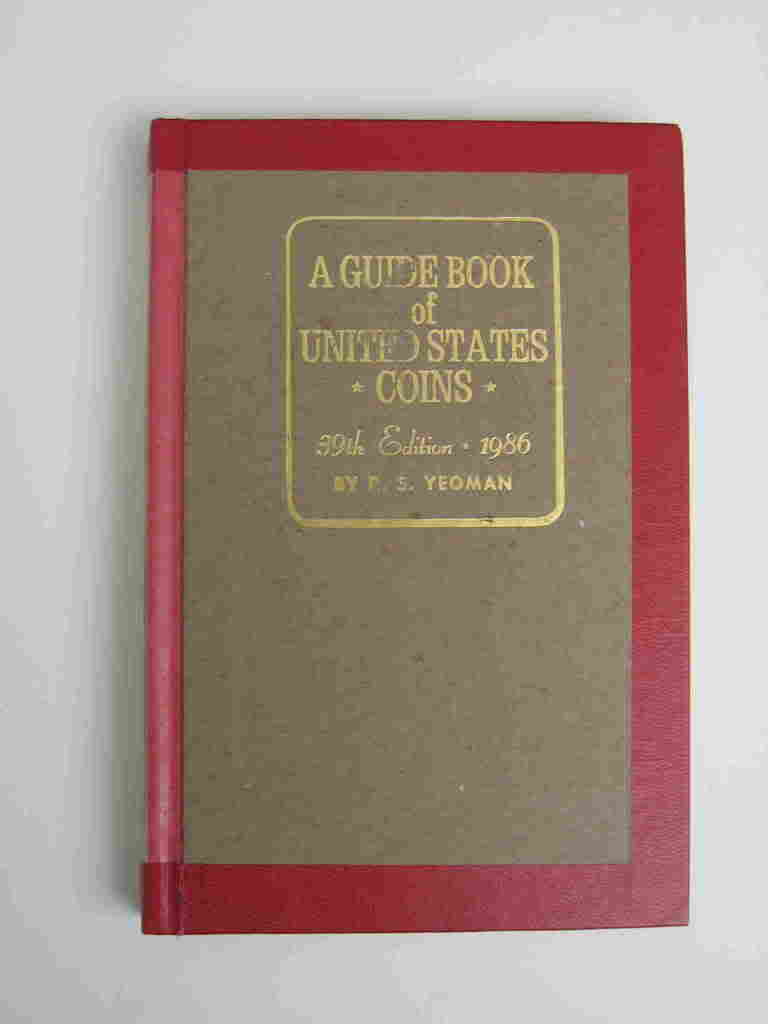 A GUIDE BOOK
of
UNITED STATES
★ COINS ★
39th Edition • 1986
BY R. S. YEOMAN